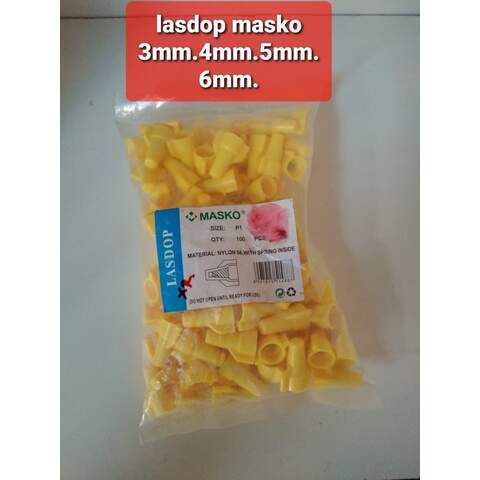 lasdop masko
3mm.4mm.5mm.
6mm.
LASDOP
MASKO®
SIZE: P1
QTY: 100 PCS
MATERIAL: NYLON 66,WITH SPRING INSIDE
(DO NOT OPEN UNTIL READY FOR USE)